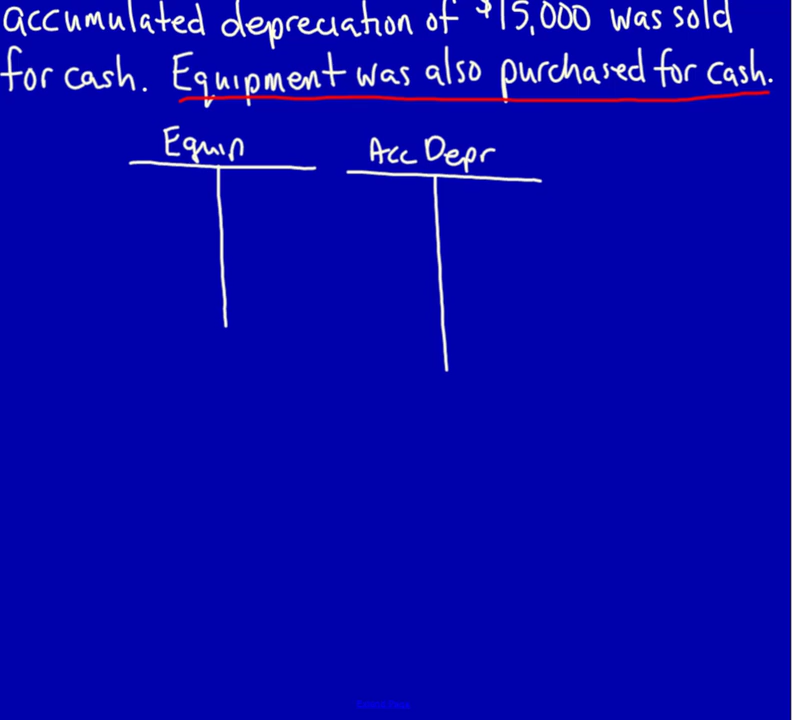 accumulated depreciation of $15,000 was sold
for cash. Equipment was also purchased for cash.
Equip Acc Depr